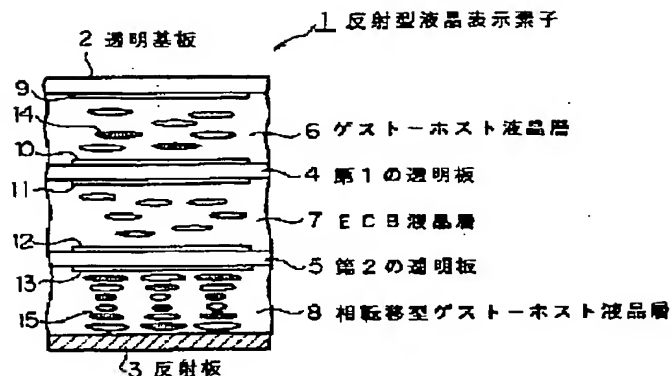 1 反射型液晶表示素子
2 透明基板
9
14
6 ゲストーホスト液晶層
10
4 第1の透明板
11
7 ECB液晶層
12
5 第2の透明板
13
15
8 相転移型ゲストーホスト液晶層
3 反射板